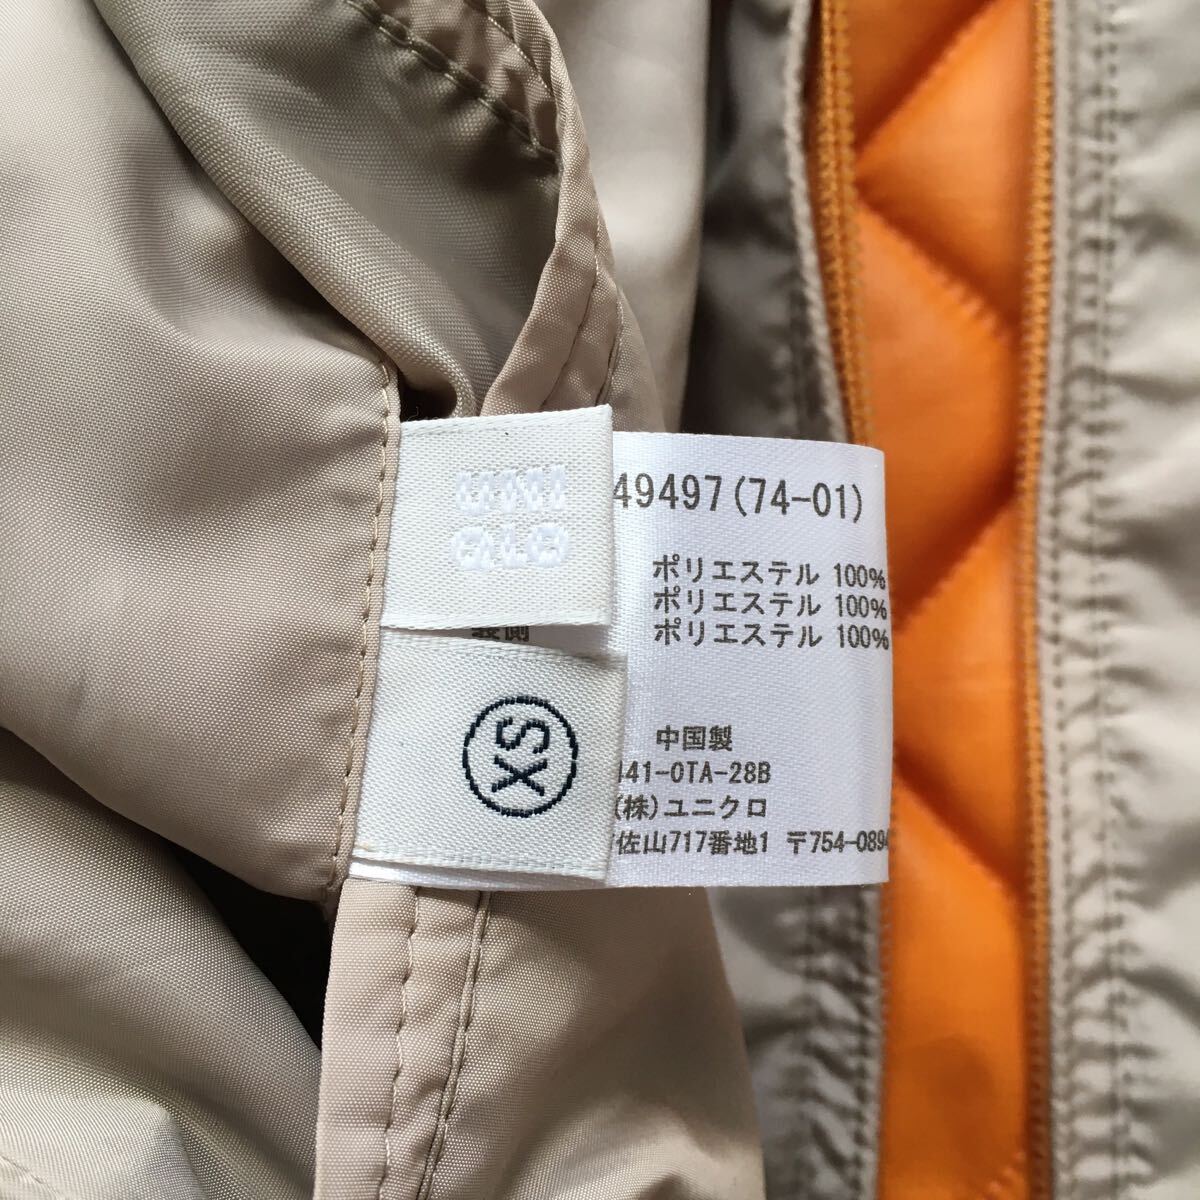 UNI
QLO
49497(74-01)
ポリエステル 100%
ポリエステル 100%
ポリエステル 100%
XS
中国製
441-OTA-28B
(株)ユニクロ
佐山717番地1 〒754-0894